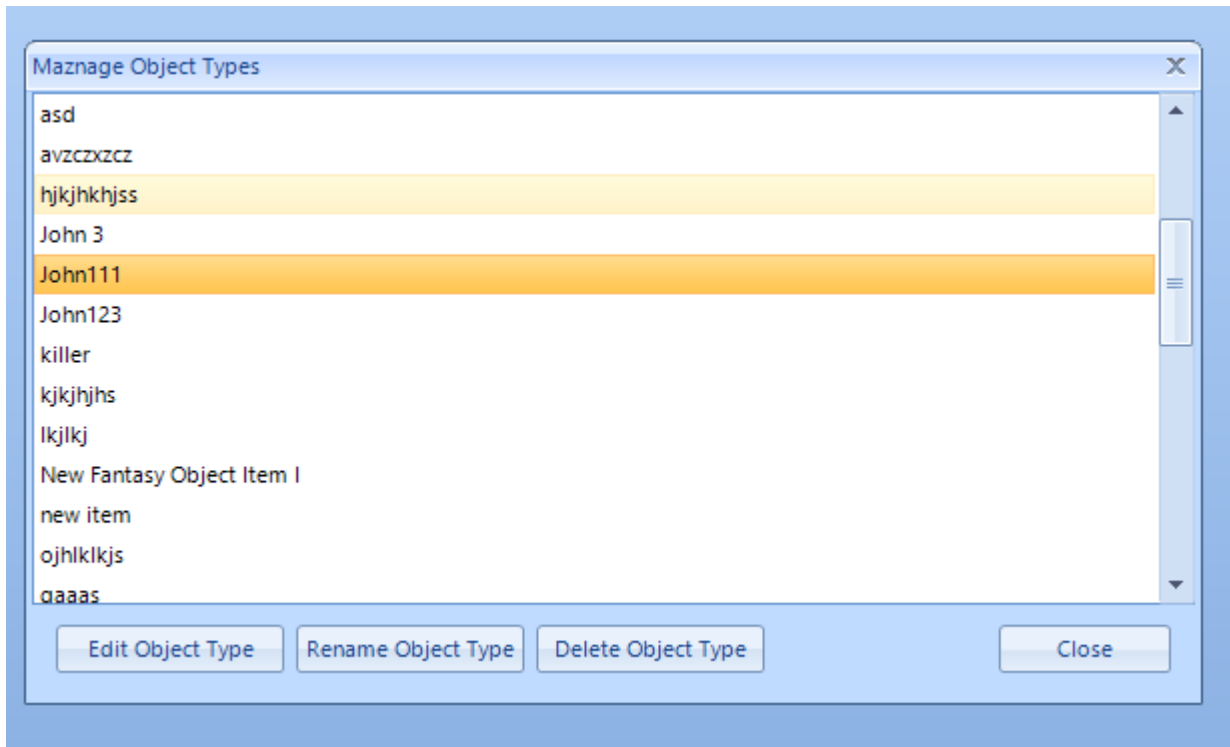 Maznage Object Types
asd
avzczxzcz
hjkjhkhjss
John 3
John111
John123
killer
kjkjhjhs
lkjlkj
New Fantasy Object Item I
new item
ojhlklkjs
Edit Object Type Rename Object Type Delete Object Type Close